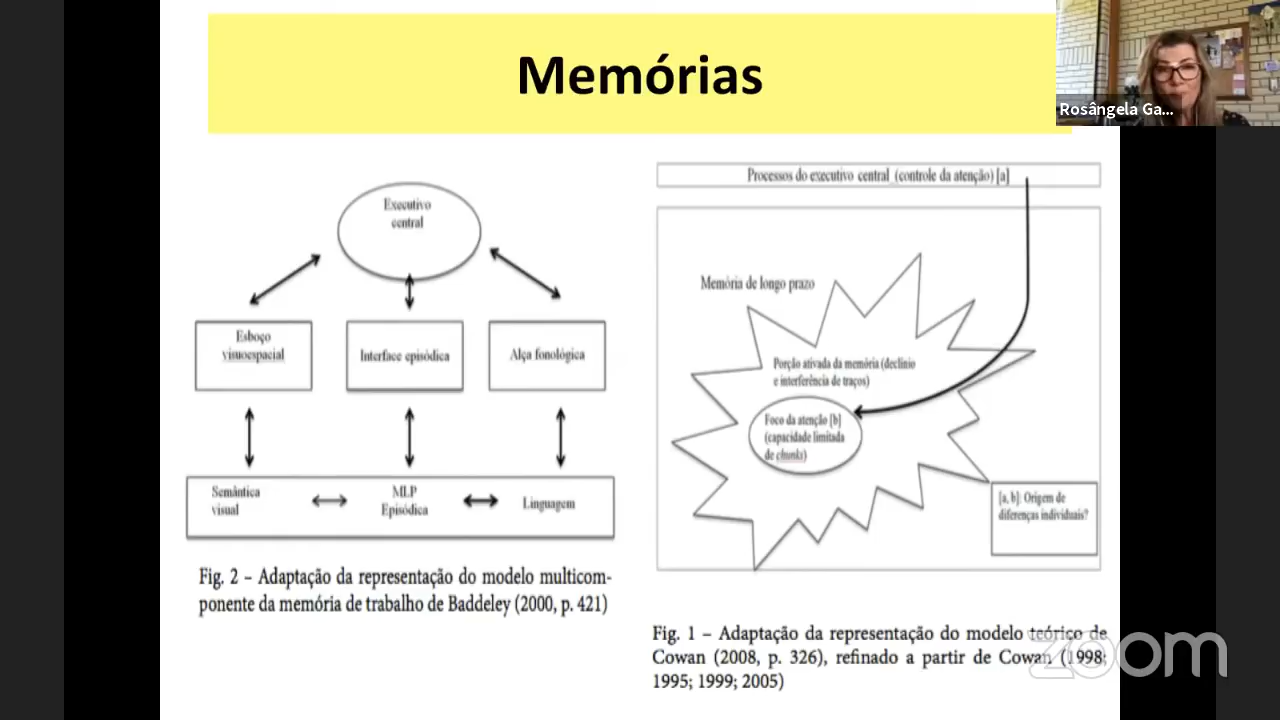 Memórias
Rosângela Ga...
Executivo
central
Esboço
visuoespacial
Interface episódica
Alça fonológica
Semântica
visual
MLP
Episódica
Linguagem
Fig. 2 – Adaptação da representação do modelo multicom-
ponente da memória de trabalho de Baddeley (2000, p. 421)
Processos do executivo central (controle da atenção) [a]
Memória de longo prazo
Porção ativada da memória (declínio
e interferência de traços)
Foco da atenção [b]
(capacidade limitada
de chunks)
[a, b]: Origem de
diferenças individuais?
Fig. 1 – Adaptação da representação do modelo teórico de
Cowan (2008, p. 326), refinado a partir de Cowan (1998;
1995; 1999; 2005)
zoom